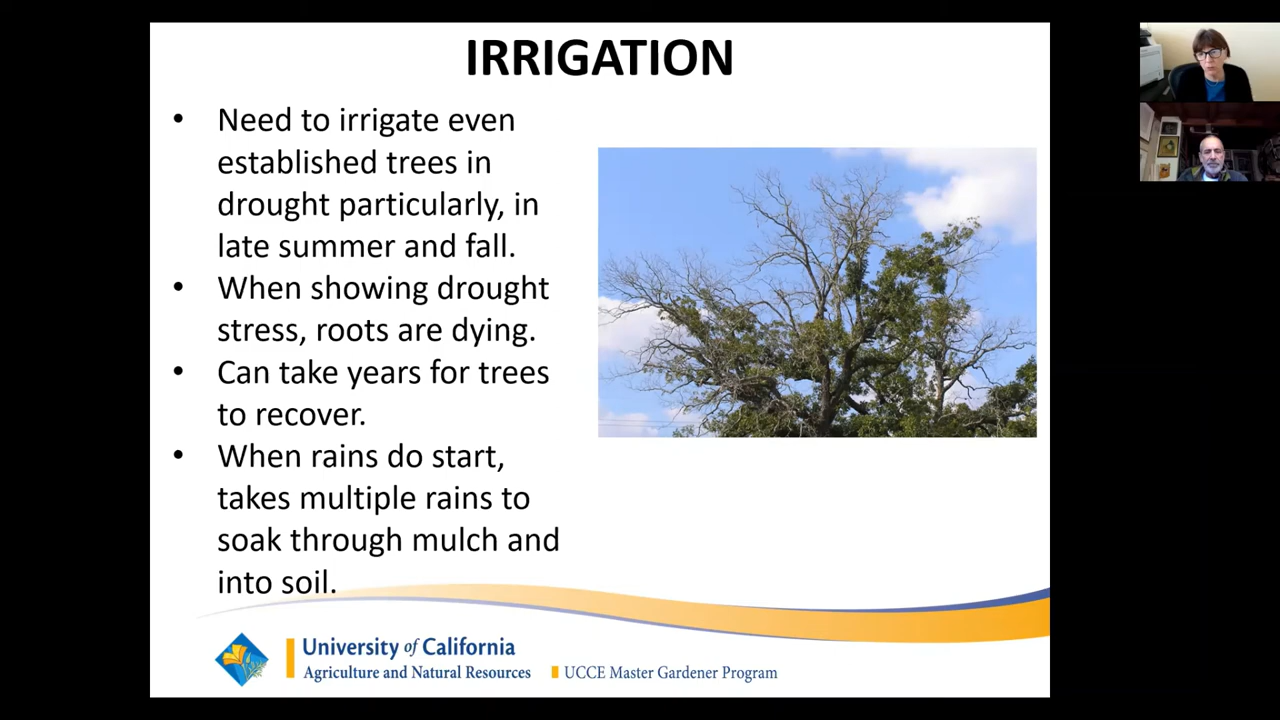 IRRIGATION
• Need to irrigate even
established trees in
drought particularly, in
late summer and fall.
• When showing drought
stress, roots are dying.
• Can take years for trees
to recover.
• When rains do start,
takes multiple rains to
soak through mulch and
into soil.
University of California
Agriculture and Natural Resources
UCCE Master Gardener Program